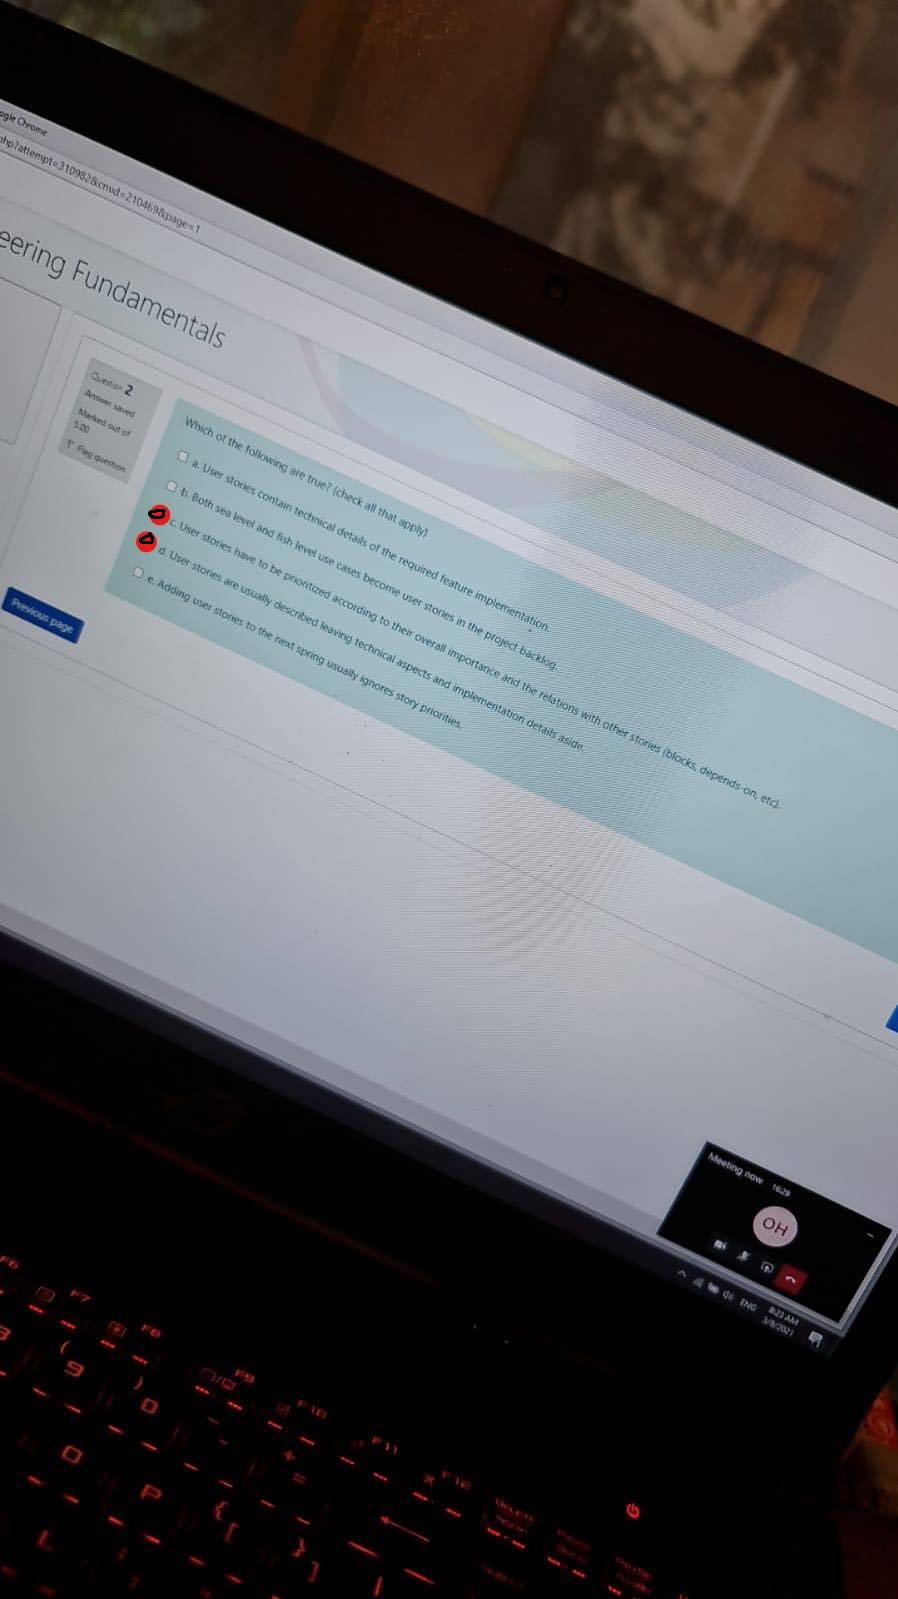 ogle Chrome
php?attempt=310982&cmid=210469&page=1
eering Fundamentals
Question 2
Answer saved
Marked out of
5.00
Flag question
Which of the following are true? (check all that apply)
a. User stories contain technical details of the required feature implementation.
b. Both sea level and fish level use cases become user stories in the project backlog.
c. User stories have to be prioritized according to their overall importance and the relations with other stories (blocks, depends-on, etc).
d. User stories are usually described leaving technical aspects and implementation details aside.
e. Adding user stories to the next spring usually ignores story priorities.
Previous page
Meeting now 16:29
OH
ENG 8:23 AM
3/8/2021
F6 F7 F8 F9 F10 F11 F12
DELETE
( 9 ) 0 - + =
O P { [ } ]
L